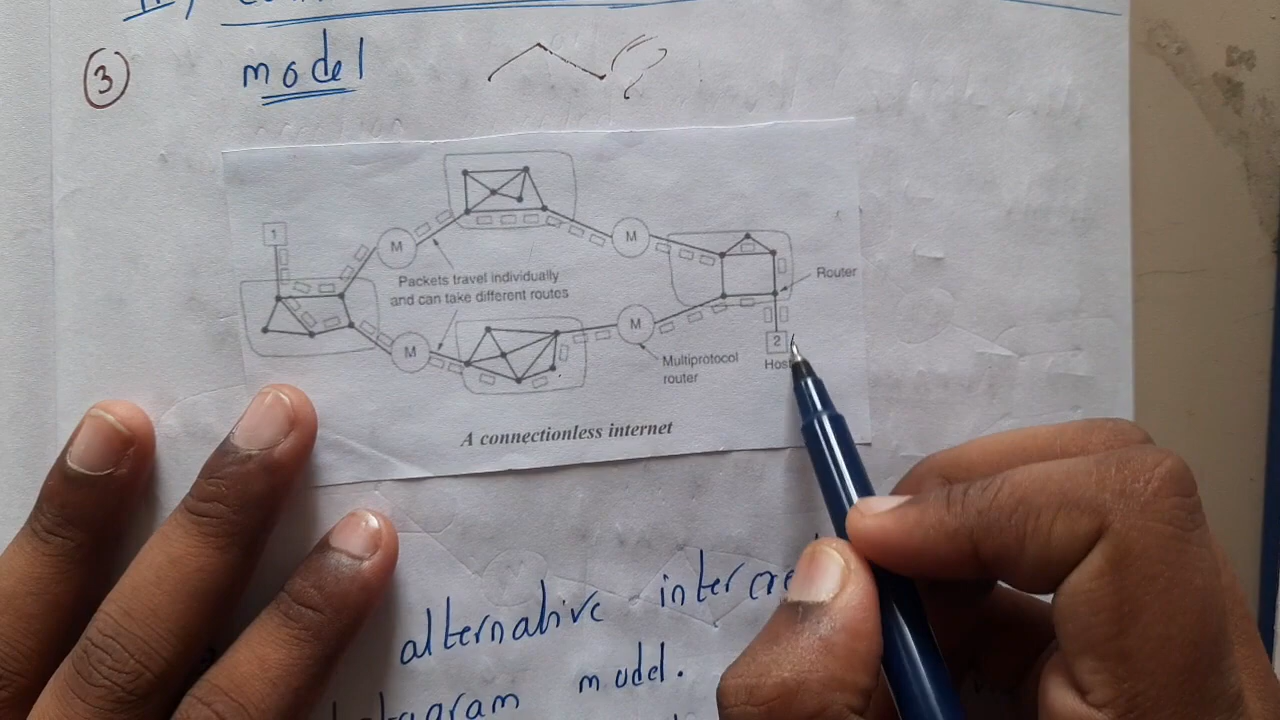 3
model
1
M
M
M
M
Packets travel individually
and can take different routes
Router
Multiprotocol
router
2
A connectionless internet
alternative
model.